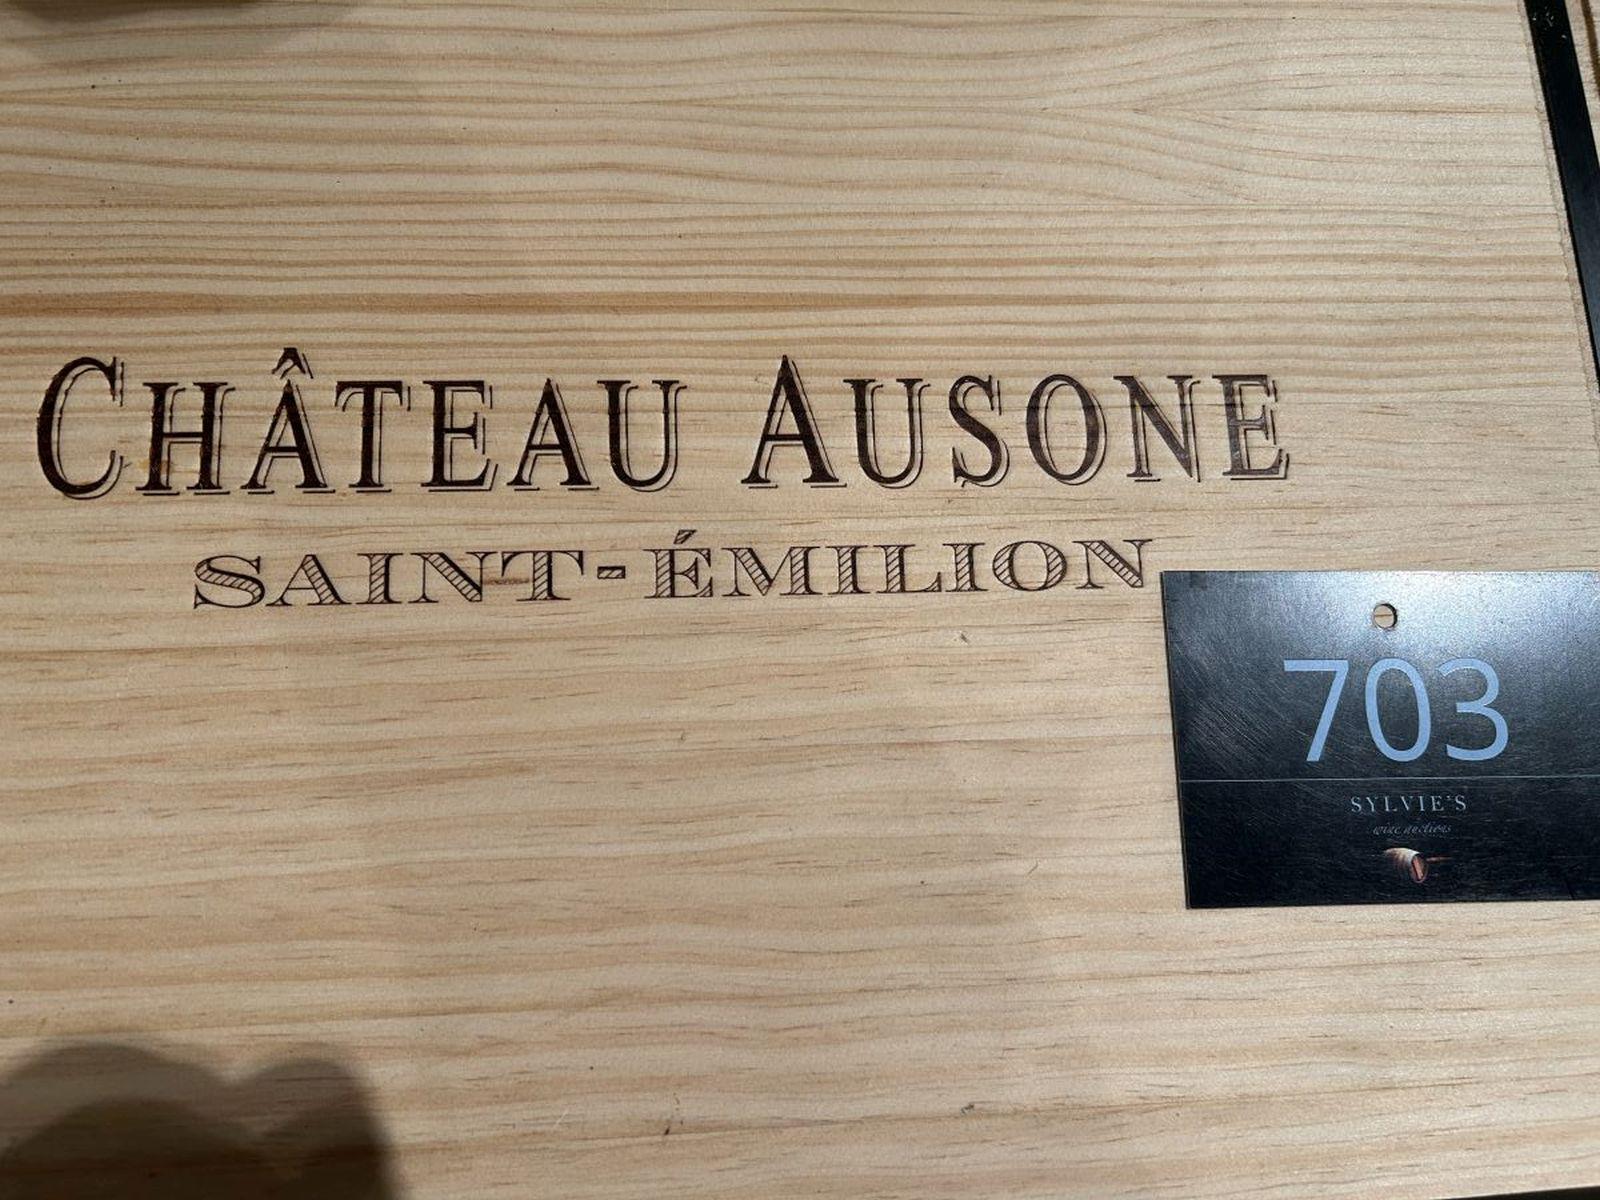 CHÂTEAU AUSONE
SAINT-ÉMILION
703
SYLVIE'S
wine auctions